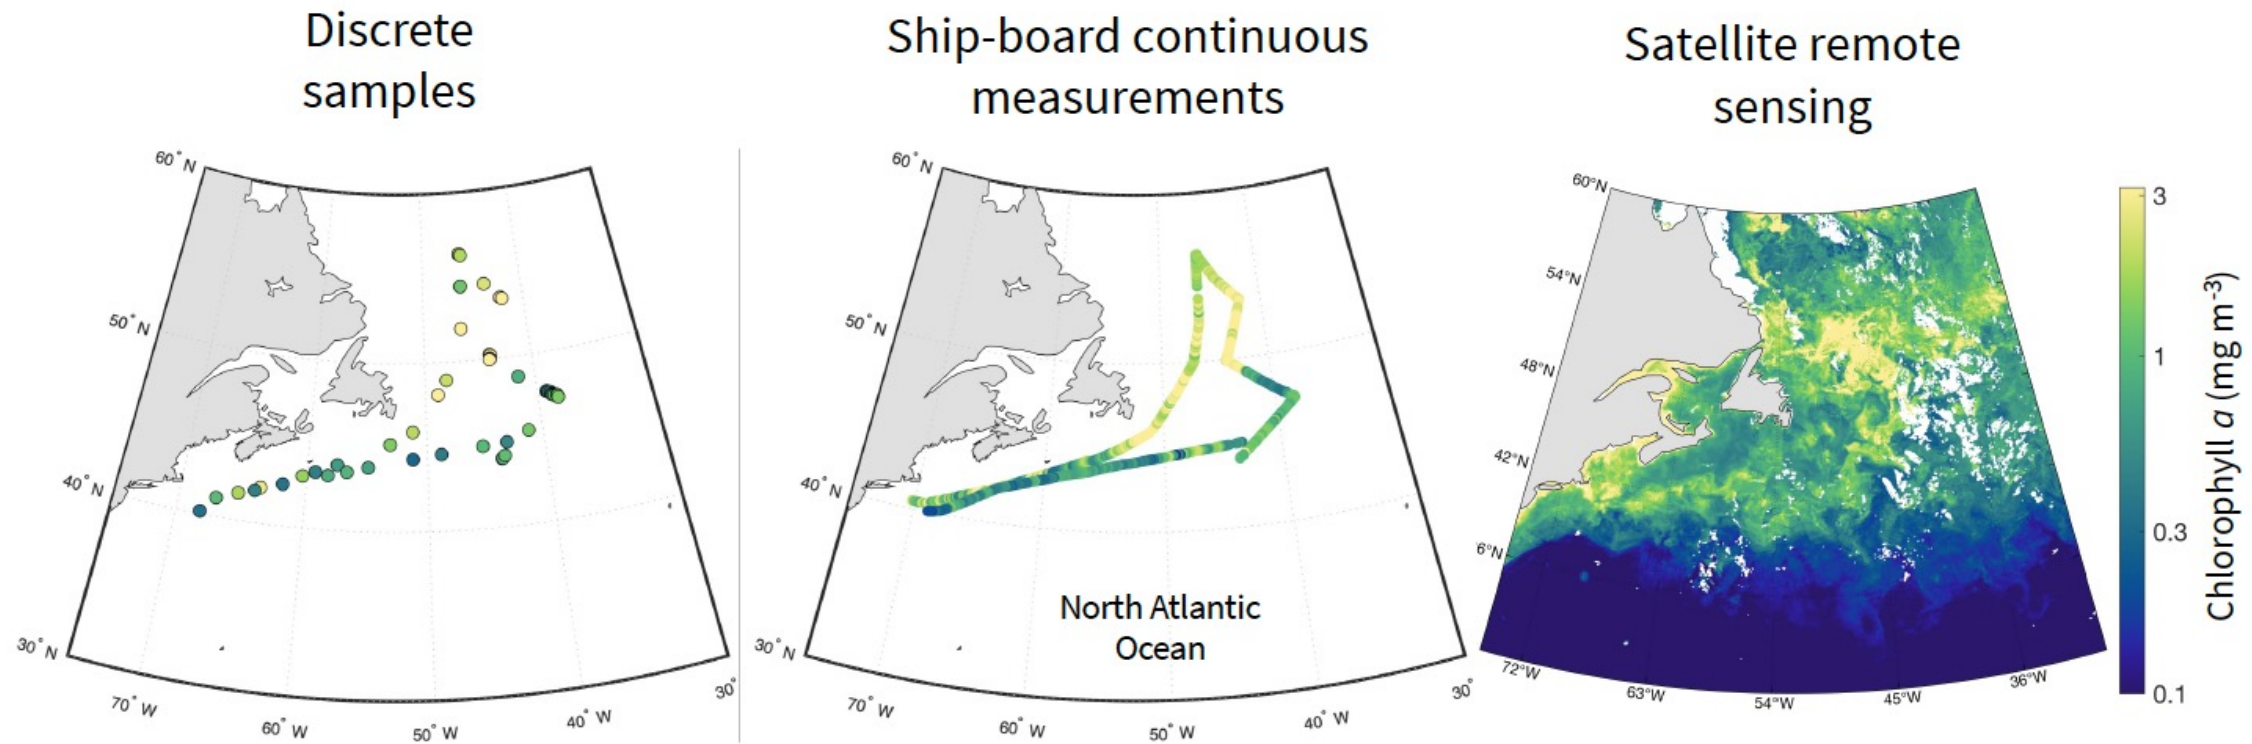 Discrete
samples
60° N
50° N
40° N
30° N
70° W
60° W
50° W
40° W
30°
Ship-board continuous
measurements
60° N
50° N
40° N
30° N
North Atlantic
Ocean
70° W
60° W
50° W
40° W
30°
Satellite remote
sensing
60°N
54°N
48°N
42°N
6°N
72°W
63°W
54°W
45°W
36°W
3
1
0.3
0.1
Chlorophyll a (mg m-3)